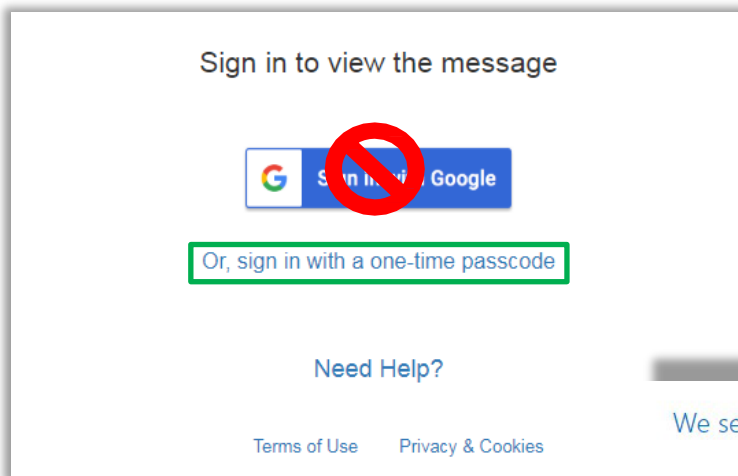 Sign in to view the message
Google
Or, sign in with a one-time passcode
Need Help?
We se
Terms of Use Privacy & Cookies